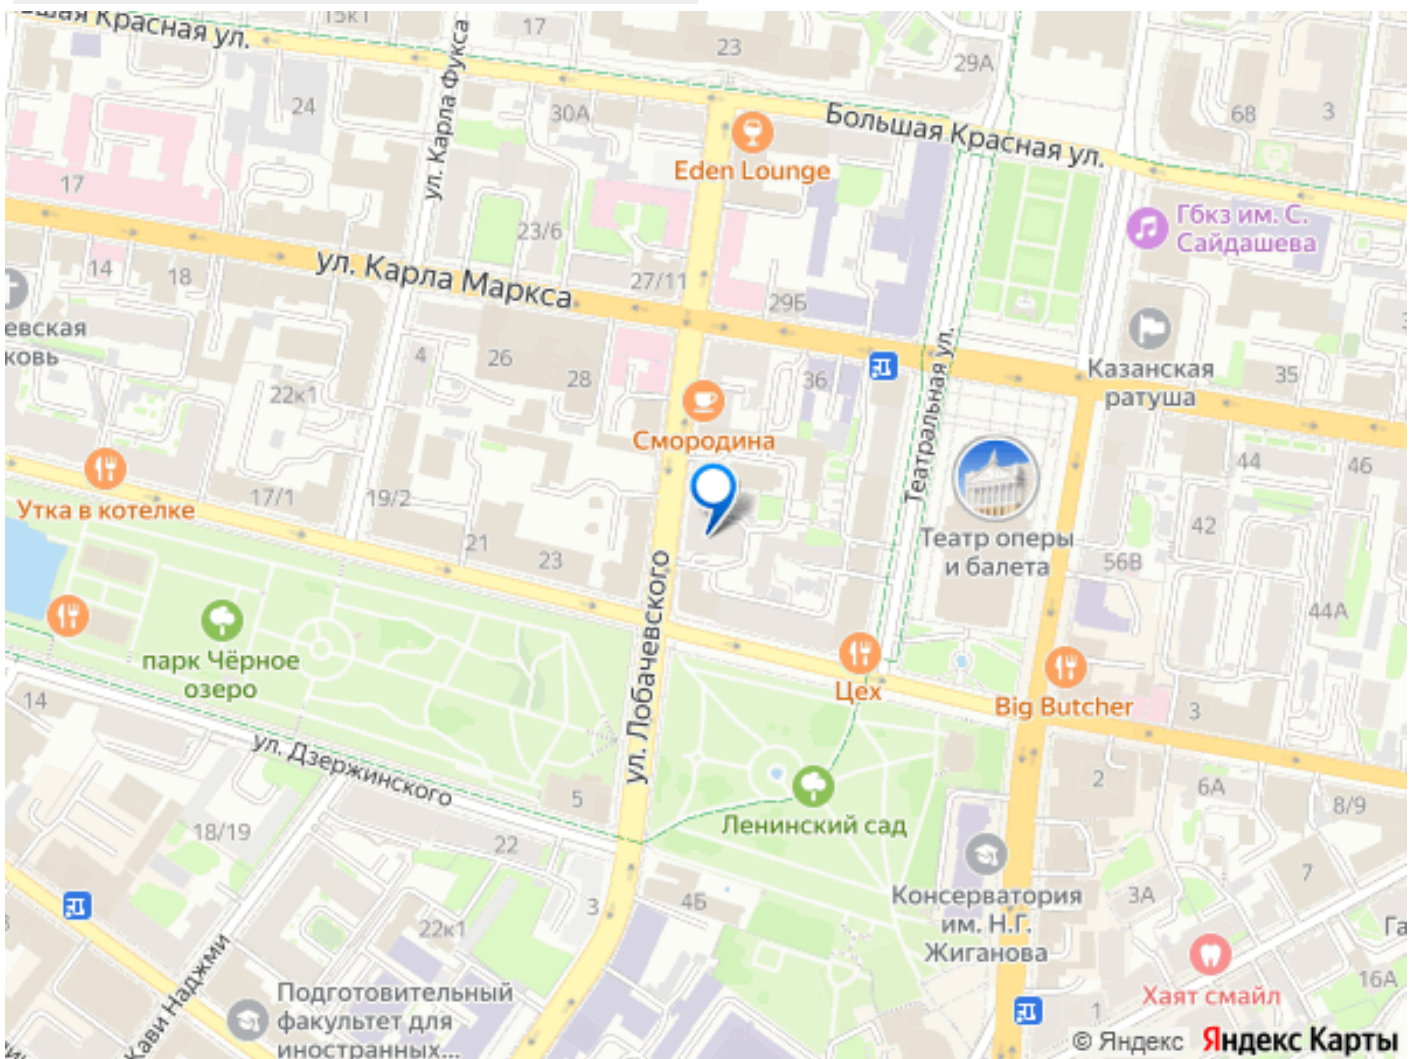 Красная ул.
15к1
17
23
29А
ул. Карла Фукса
24
30А
Большая Красная ул.
68
3
Eden Lounge
17
Гбкз им. С.
Сайдашева
23/6
14
18
ул. Карла Маркса
27/11
29Б
евская
ковь
4
26
28
36
Театральная ул.
Казанская
ратуша
35
22к1
Смородина
44
46
Утка в котелке
17/1
19/2
21
23
Театр оперы
и балета
42
56В
44А
ул. Лобачевского
парк Чёрное
озеро
14
Цех
Big Butcher
3
ул. Дзержинского
5
2
6А
8/9
18/19
22
Ленинский сад
7
3
4Б
Консерватория
им. Н.Г.
Жиганова
3А
22к1
Га
Кави Наджми
Подготовительный
факультет для
иностранных...
Хаят смайл
16А
1
© Яндекс Яндекс Карты